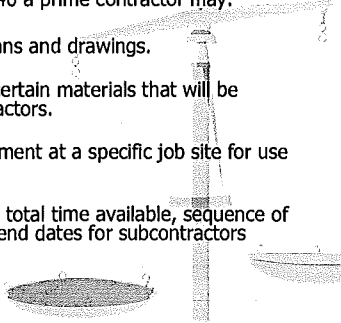 a prime contractor may:
ans and drawings.
ertain materials that will be
actors.
ment at a specific job site for use
total time available, sequence of
end dates for subcontractors